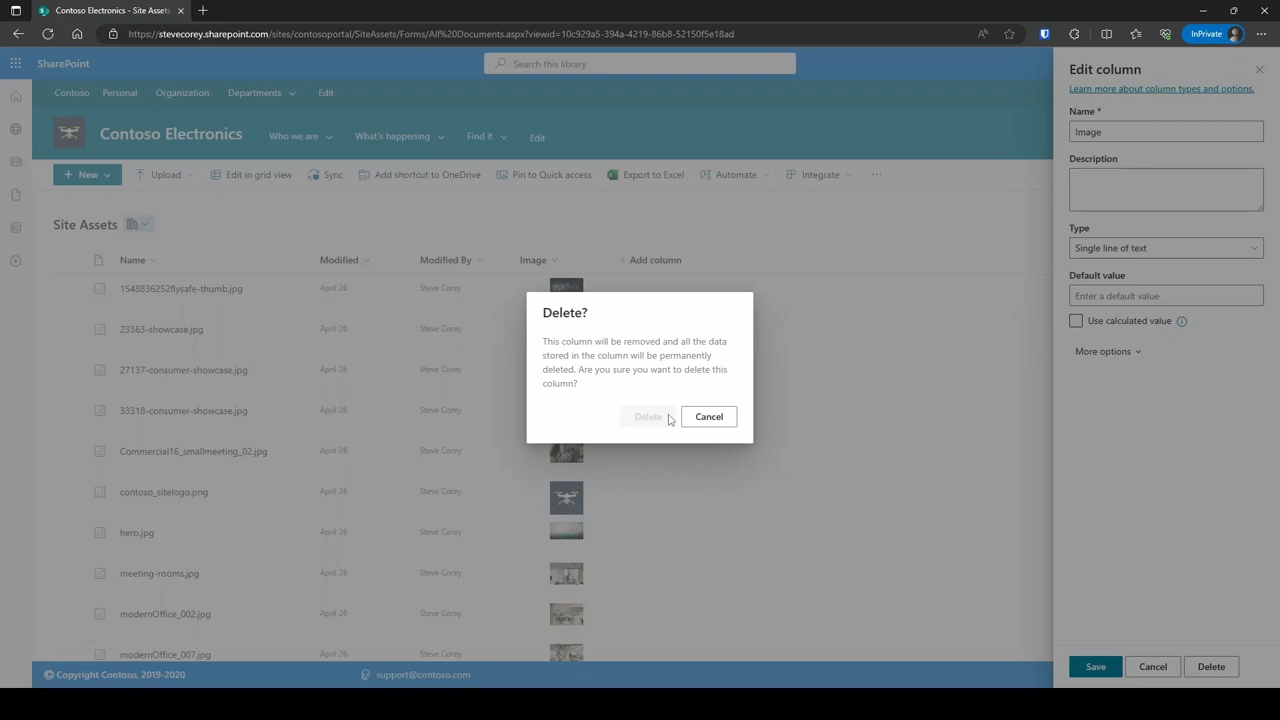 Contoso Electronics - Site Assets
https://stevecorey.sharepoint.com/sites/contosoportal/SiteAssets/Forms/All%20Documents.aspx?viewid=10c929a5-394a-4219-86b8-52150f5e18ad
InPrivate
SharePoint
Search this library
Contoso Personal Organization Departments Edit
Contoso Electronics
Who we are What's happening Find it Edit
New Upload Edit in grid view Sync Add shortcut to OneDrive Pin to Quick access Export to Excel Automate Integrate
Site Assets
Name Modified Modified By Image + Add column
1548836252flysafe-thumb.jpg April 26 Steve Corey
23363-showcase.jpg April 26 Steve Corey
27137-consumer-showcase.jpg April 26 Steve Corey
33318-consumer-showcase.jpg April 26 Steve Corey
Commercial16_smallmeeting_02.jpg April 26 Steve Corey
contoso_sitelogo.png April 26 Steve Corey
hero.jpg April 26 Steve Corey
meeting-rooms.jpg April 26 Steve Corey
modernOffice_002.jpg April 26 Steve Corey
modernOffice_007.jpg April 26 Steve Corey
© Copyright Contoso, 2019-2020 support@contoso.com
Delete?
This column will be removed and all the data
stored in the column will be permanently
deleted. Are you sure you want to delete this
column?
Delete Cancel
Edit column
Learn more about column types and options.
Name *
Image
Description
Type
Single line of text
Default value
Enter a default value
Use calculated value
More options
Save Cancel Delete